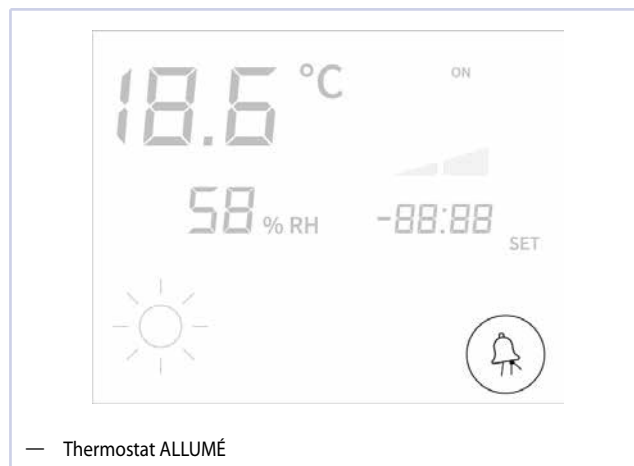 18.6 °C ON
58 % RH -88:88 SET
— Thermostat ALLUMÉ